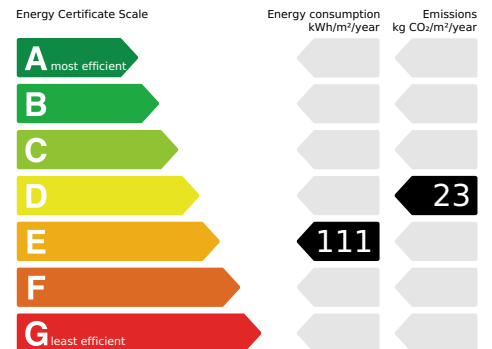 Energy Certificate Scale
Energy consumption
kWh/m²/year
Emissions
kg CO₂/m²/year
A most efficient
B
C
D 23
E 111
F
G least efficient